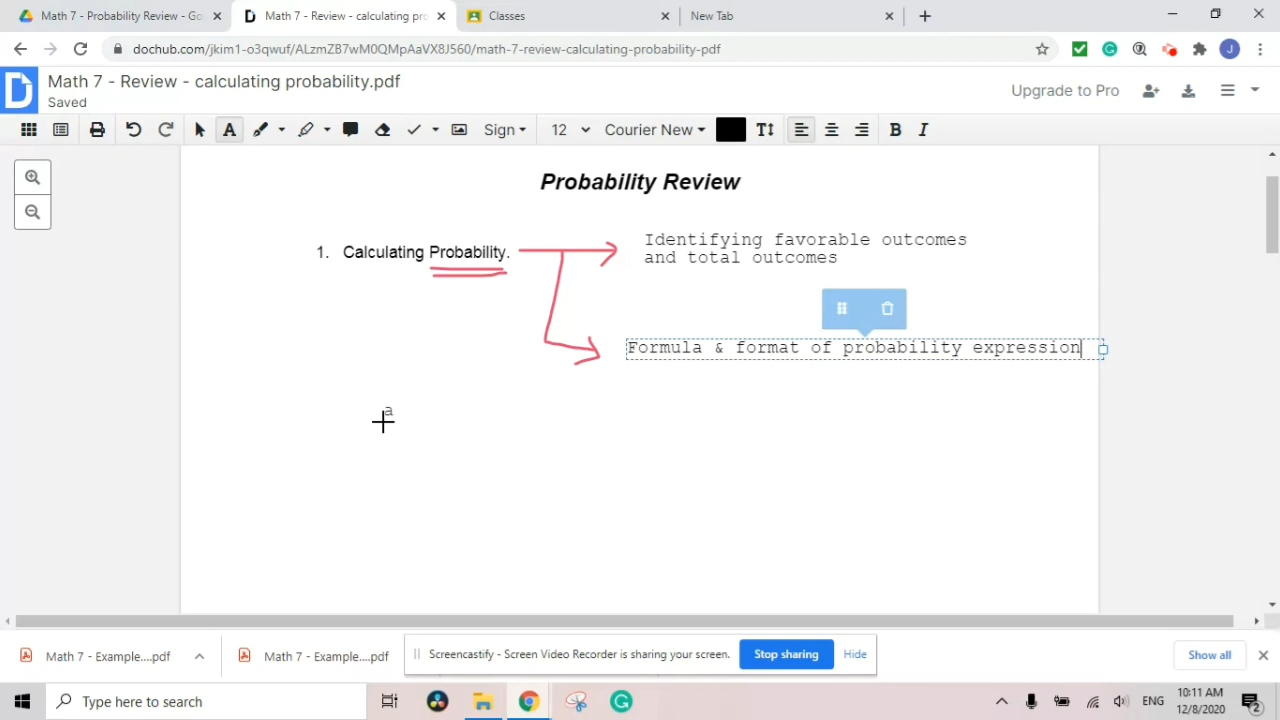 Math 7 - Probability Review - Go
Math 7 - Review - calculating pro
Classes
New Tab
dochub.com/jkim1-o3qwuf/ALzmZB7wM0QMpAaVX8J560/math-7-review-calculating-probability-pdf
J
Math 7 - Review - calculating probability.pdf
Saved
Upgrade to Pro
A
Sign
12
Courier New
B
I
Probability Review
1. Calculating Probability.
Identifying favorable outcomes
and total outcomes
Formula & format of probability expression
a
Math 7 - Example....pdf
Math 7 - Example....pdf
Screencastify - Screen Video Recorder is sharing your screen.
Stop sharing
Hide
Show all
Type here to search
ENG
10:11 AM
12/8/2020
2